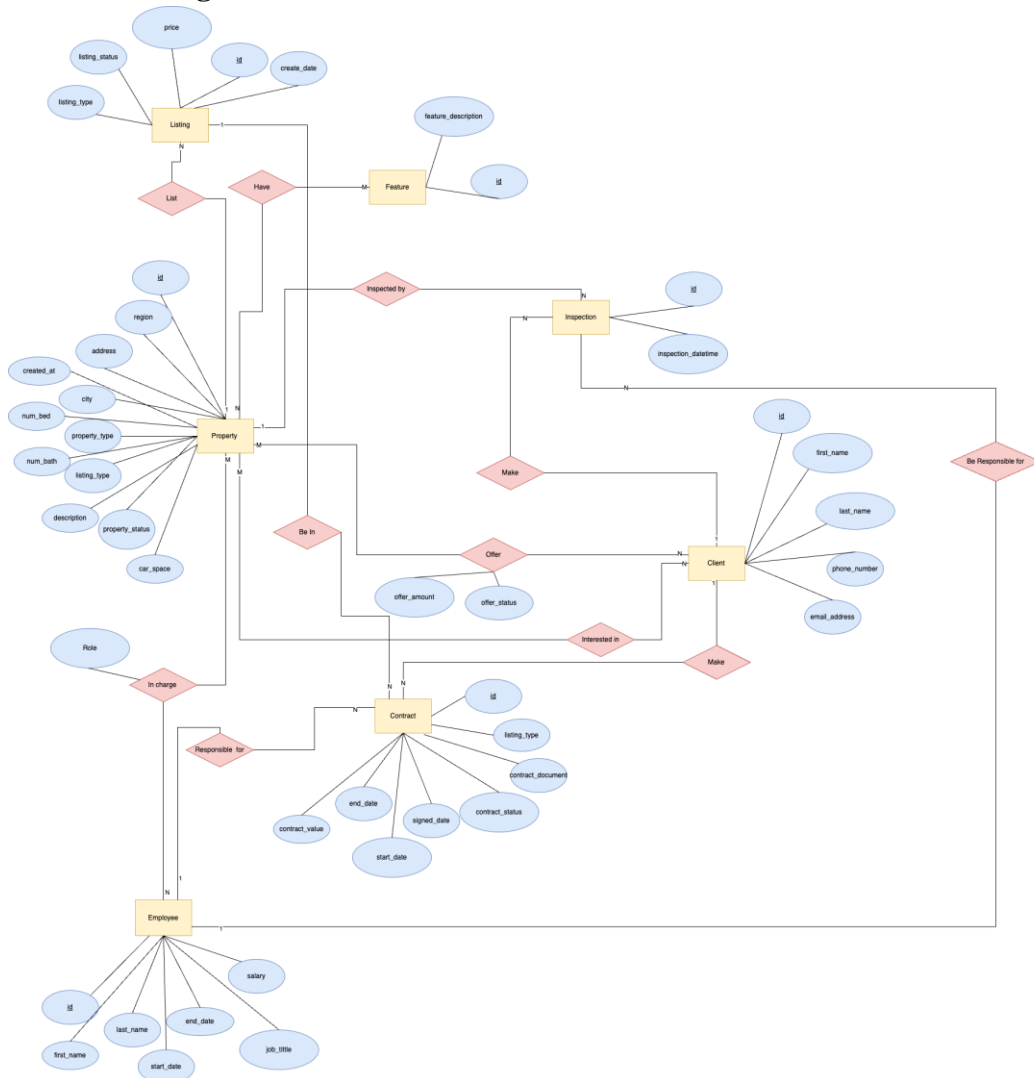 price
listing_status
id
create_date
listing_type
Listing
1
N
feature_description
Have
M
Feature
id
List
id
Inspected by
N
id
region
Inspection
N
address
inspection_datetime
created_at
city
N
id
num_bed
1
N
1
Property
M
property_type
first_name
num_bath
M
M
Be Responsible for
listing_type
Make
description
last_name
property_status
Be In
1
car_space
Offer
N
Client
N
phone_number
offer_amount
offer_status
1
email_address
Role
Interested in
In charge
Make
N
N
id
N
Contract
listing_type
Responsible for
contract_document
end_date
contract_status
contract_value
signed_date
start_date
1
N
Employee
1
salary
id
end_date
last_name
first_name
job_tittle
start_date